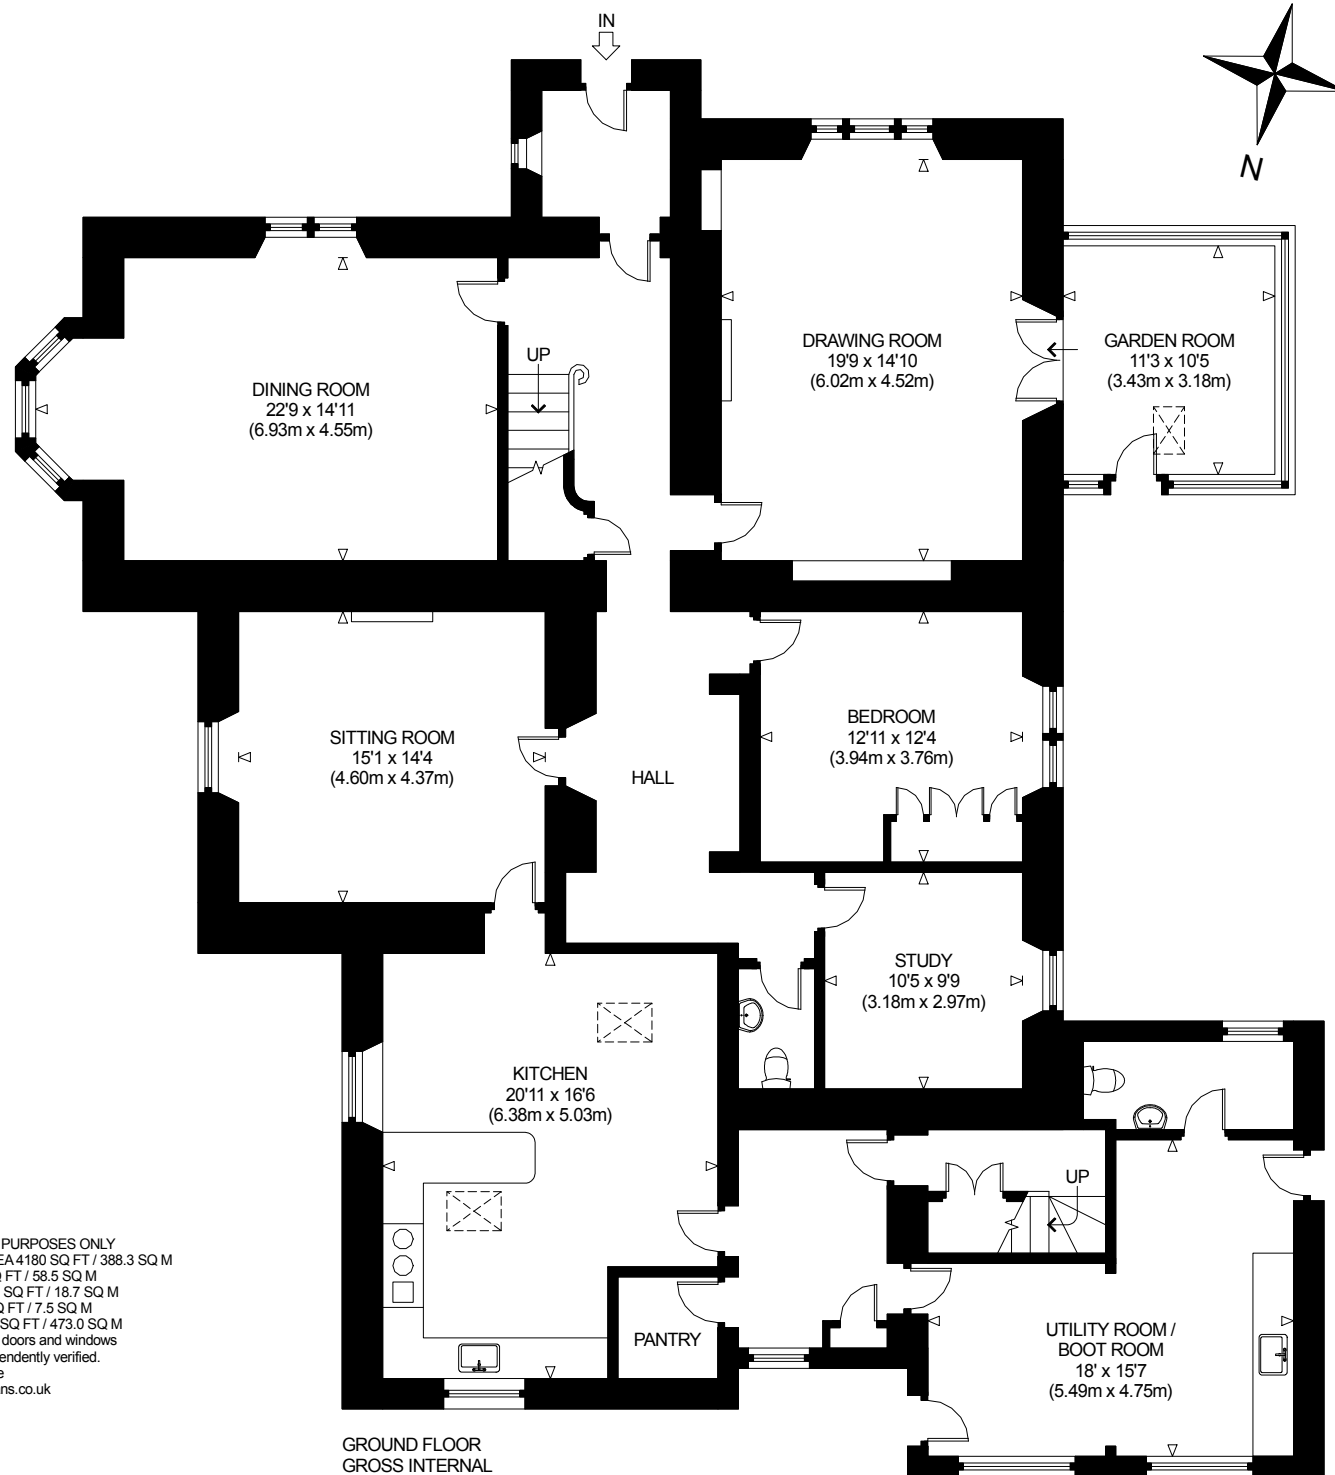 IN
N
DRAWING ROOM
19'9 x 14'10
(6.02m x 4.52m)
GARDEN ROOM
11'3 x 10'5
(3.43m x 3.18m)
UP
DINING ROOM
22'9 x 14'11
(6.93m x 4.55m)
SITTING ROOM
15'1 x 14'4
(4.60m x 4.37m)
HALL
BEDROOM
12'11 x 12'4
(3.94m x 3.76m)
STUDY
10'5 x 9'9
(3.18m x 2.97m)
KITCHEN
20'11 x 16'6
(6.38m x 5.03m)
UP
PANTRY
UTILITY ROOM /
BOOT ROOM
18' x 15'7
(5.49m x 4.75m)
PURPOSES ONLY
EA 4180 SQ FT / 388.3 SQ M
FT / 58.5 SQ M
SQ FT / 18.7 SQ M
FT / 7.5 SQ M
SQ FT / 473.0 SQ M
doors and windows
endently verified.
e
ns.co.uk
GROUND FLOOR
GROSS INTERNAL